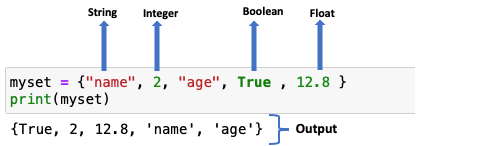 String Integer Boolean Float
myset = {"name", 2, "age", True , 12.8 }
print(myset)
{True, 2, 12.8, 'name', 'age'} Output